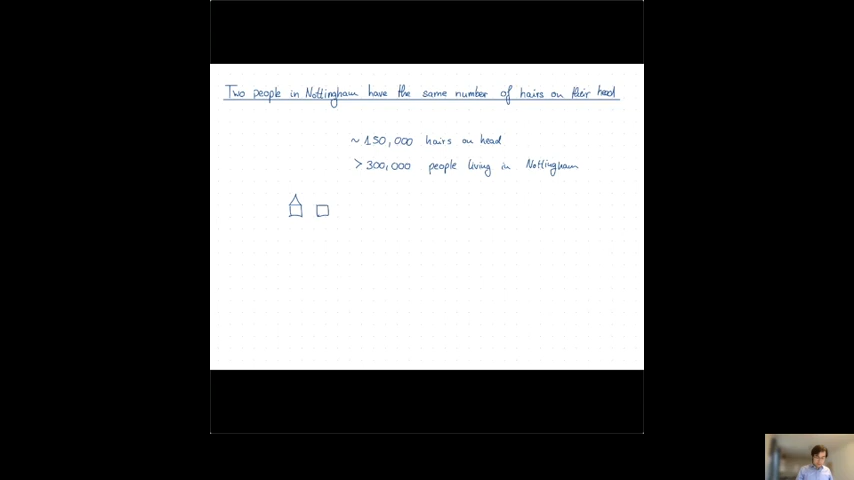 Two people in Nottingham have the same number of hairs on their head
~ 150,000 hairs on head
> 300,000 people living in Nottingham